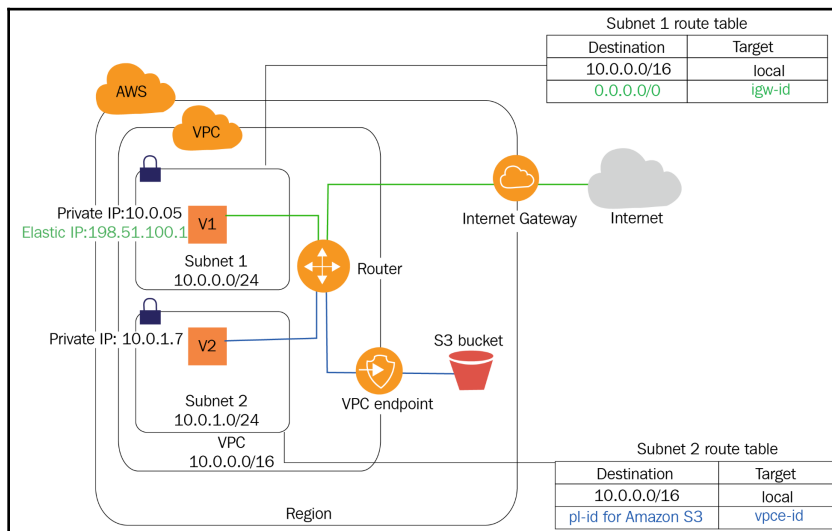 Subnet 1 route table
Destination Target
10.0.0.0/16 local
0.0.0.0/0 igw-id
AWS
VPC
Private IP:10.0.05
Elastic IP:198.51.100.1
V1
Subnet 1
10.0.0.0/24
Internet Gateway
Internet
Router
Private IP: 10.0.1.7
V2
Subnet 2
10.0.1.0/24
S3 bucket
VPC endpoint
VPC
10.0.0.0/16
Region
Subnet 2 route table
Destination Target
10.0.0.0/16 local
pl-id for Amazon S3 vpce-id